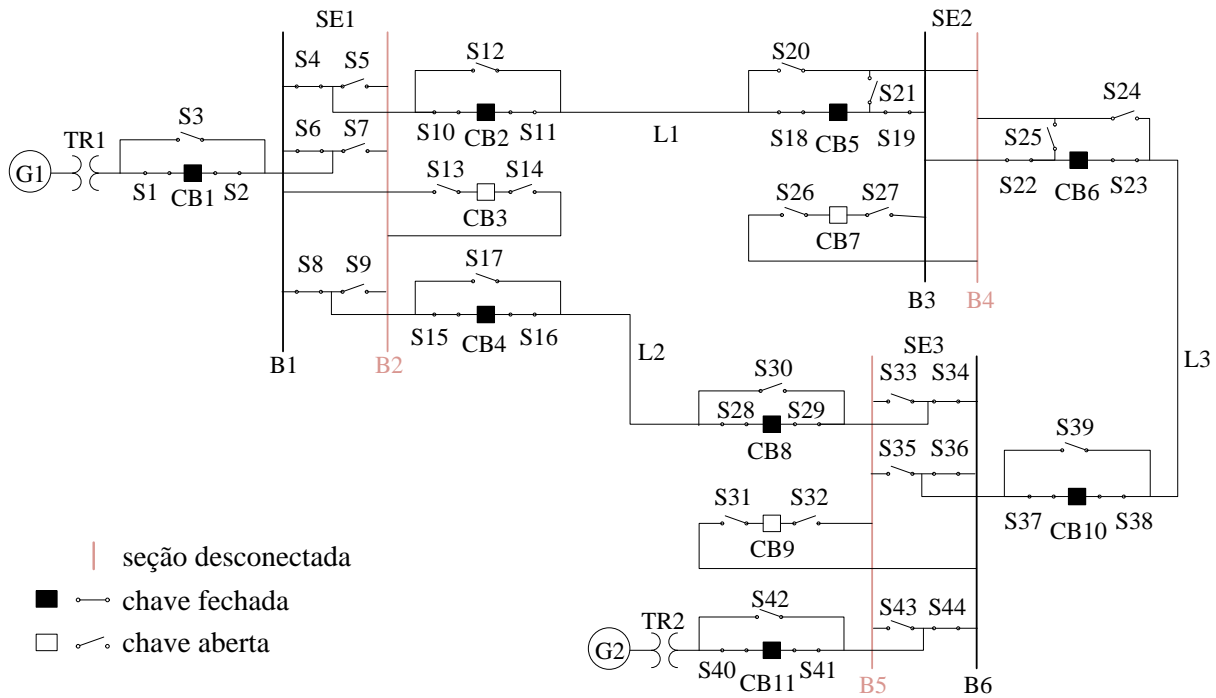 SE1
SE2
S4 S5
S12
S20
S21
S24
S3
S10
CB2
S11
L1
S18
CB5
S19
S6 S7
S25
TR1
G1
S1
CB1
S2
S13 S14
CB3
S26 S27
CB7
S22
CB6
S23
S8 S9
S17
S15
CB4
S16
B1
B2
B3
B4
L2
L3
SE3
S30
S33 S34
S28 S29
CB8
S35 S36
S39
S31 S32
CB9
S37
CB10
S38
seção desconectada
chave fechada
chave aberta
TR2
G2
S42
S43 S44
S40
CB11
S41
B5
B6